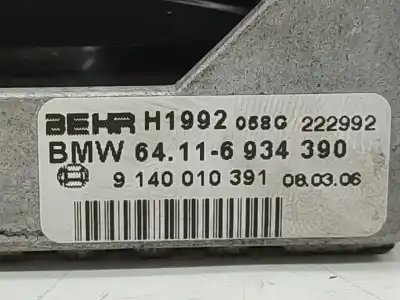 BEHR H1992 058G 222992
BMW 64.11-6 934 390
9 140 010 391 08.03.06